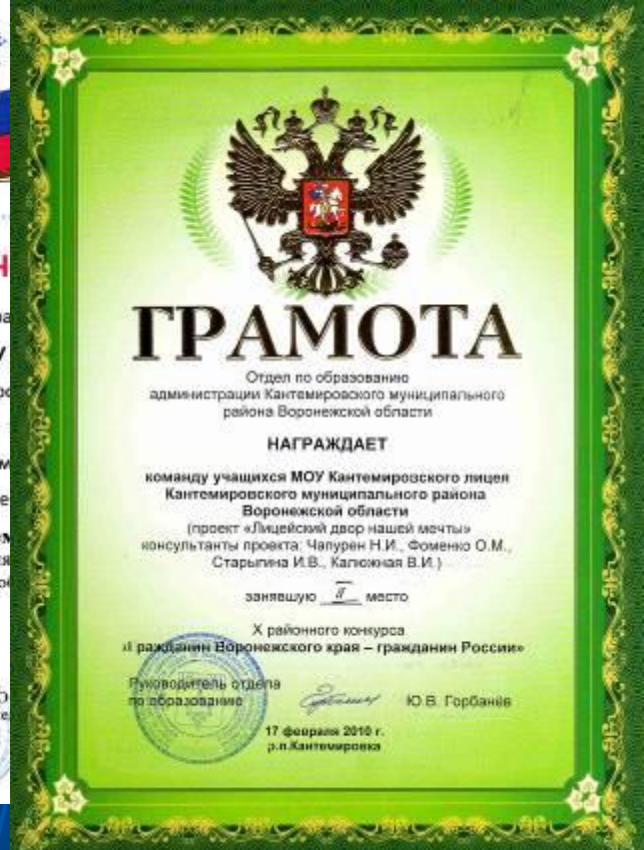 ГРАМОТА
Отдел по образованию
администрации Кантемировского муниципального
района Воронежской области
НАГРАЖДАЕТ
команду учащихся МОУ Кантемировского лицея
Кантемировского муниципального района
Воронежской области
(проект «Лицейский двор нашей мечты»
консультанты проекта: Чапурен Н.И., Фоменко О.М.,
Старыгина И.В., Калюжная В.И.)
занявшую II место
X районного конкурса
«Гражданин Воронежского края – гражданин России»
Руководитель отдела
по образованию Ю.В. Горбанёв
17 февраля 2010 г.
р.п.Кантемировка